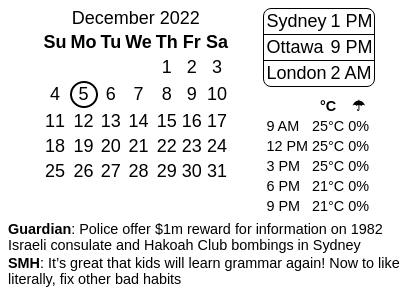 December 2022
Su Mo Tu We Th Fr Sa
1 2 3
4 5 6 7 8 9 10
11 12 13 14 15 16 17
18 19 20 21 22 23 24
25 26 27 28 29 30 31
Sydney 1 PM
Ottawa 9 PM
London 2 AM
°C ☂
9 AM 25°C 0%
12 PM 25°C 0%
3 PM 25°C 0%
6 PM 21°C 0%
9 PM 21°C 0%
Guardian: Police offer $1m reward for information on 1982
Israeli consulate and Hakoah Club bombings in Sydney
SMH: It’s great that kids will learn grammar again! Now to like
literally, fix other bad habits